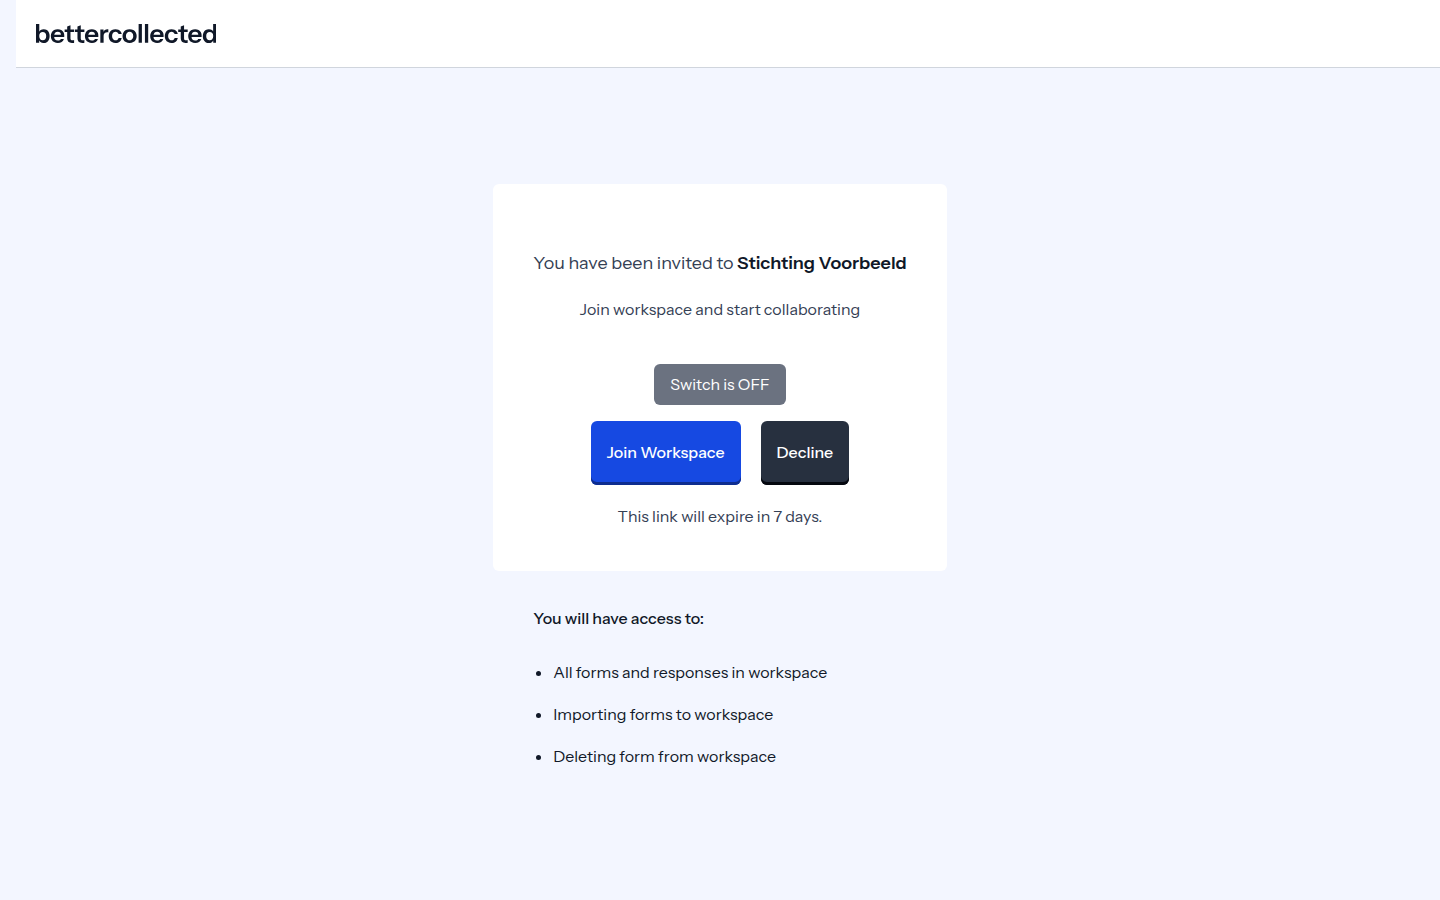 bettercollected
You have been invited to Stichting Voorbeeld
Join workspace and start collaborating
Switch is OFF
Join Workspace
Decline
This link will expire in 7 days.
You will have access to:
All forms and responses in workspace
Importing forms to workspace
Deleting form from workspace